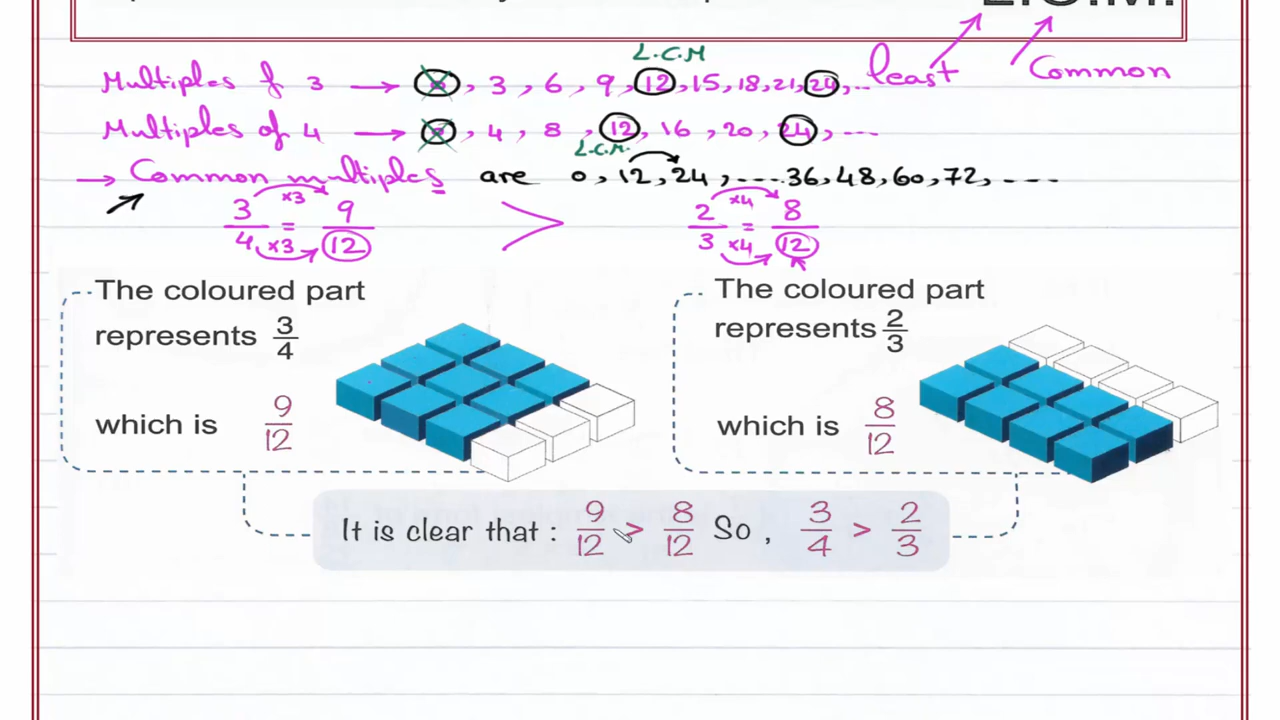 L.C.M.
least Common
L.C.M
Multiples of 3 → 0, 3, 6, 9, 12, 15, 18, 21, 24, ...
Multiples of 4 → 0, 4, 8, 12, 16, 20, 24, ...
L.C.M.
→ Common multiples are 0, 12, 24, .... 36, 48, 60, 72, ....
×3 ×4
3/4 = 9/12 > 2/3 = 8/12
×3 ×4
The coloured part
represents 3/4
which is 9/12
The coloured part
represents 2/3
which is 8/12
It is clear that : 9/12 > 8/12 So , 3/4 > 2/3